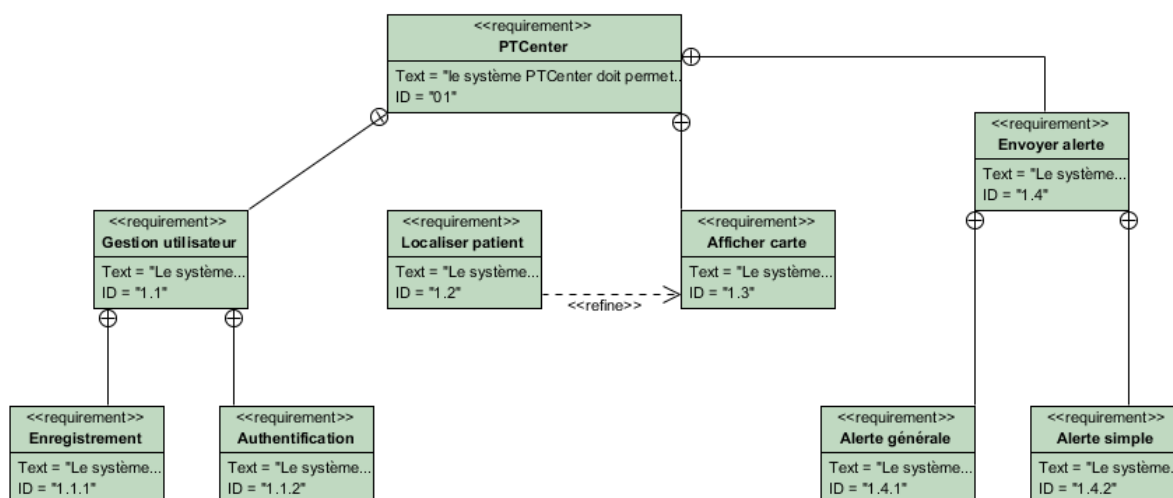 <<requirement>>
PTCenter
Text = "le système PTCenter doit permet...
ID = "01"
<<requirement>>
Envoyer alerte
Text = "Le système...
ID = "1.4"
<<requirement>>
Gestion utilisateur
Text = "Le système...
ID = "1.1"
<<requirement>>
Localiser patient
Text = "Le système...
ID = "1.2"
<<refine>>
<<requirement>>
Afficher carte
Text = "Le système...
ID = "1.3"
<<requirement>>
Enregistrement
Text = "Le système...
ID = "1.1.1"
<<requirement>>
Authentification
Text = "Le système...
ID = "1.1.2"
<<requirement>>
Alerte générale
Text = "Le système...
ID = "1.4.1"
<<requirement>>
Alerte simple
Text = "Le système...
ID = "1.4.2"